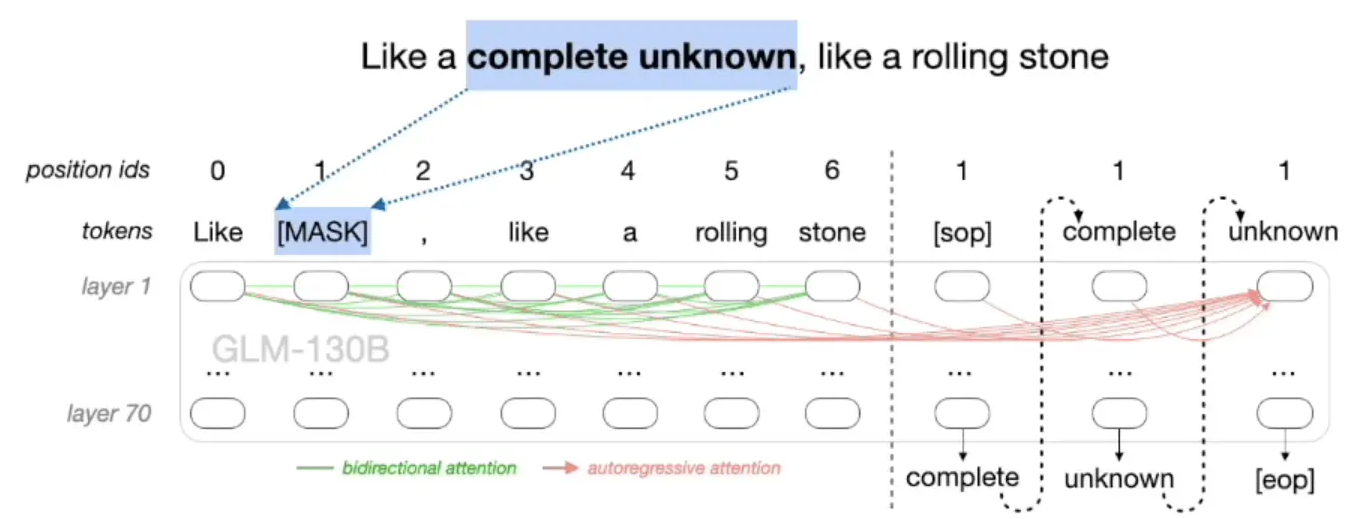 Like a complete unknown, like a rolling stone
position ids 0 1 2 3 4 5 6 1 1 1
tokens Like [MASK] , like a rolling stone [sop] complete unknown
layer 1
GLM-130B
... ... ... ... ... ... ... ... ... ...
layer 70
bidirectional attention autoregressive attention
complete unknown [eop]